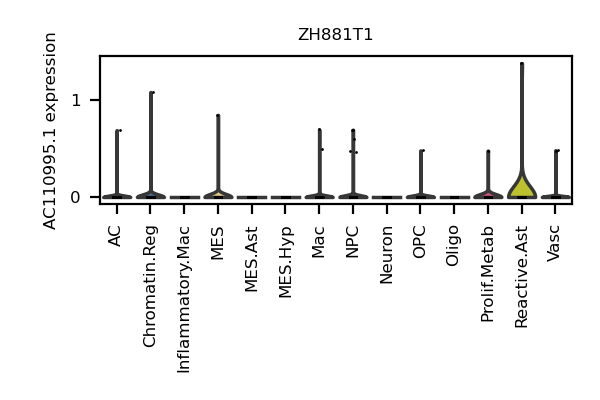 ZH881T1
AC110995.1 expression
1
0
AC
Chromatin.Reg
Inflammatory.Mac
MES
MES.Ast
MES.Hyp
Mac
NPC
Neuron
OPC
Oligo
Prolif.Metab
Reactive.Ast
Vasc